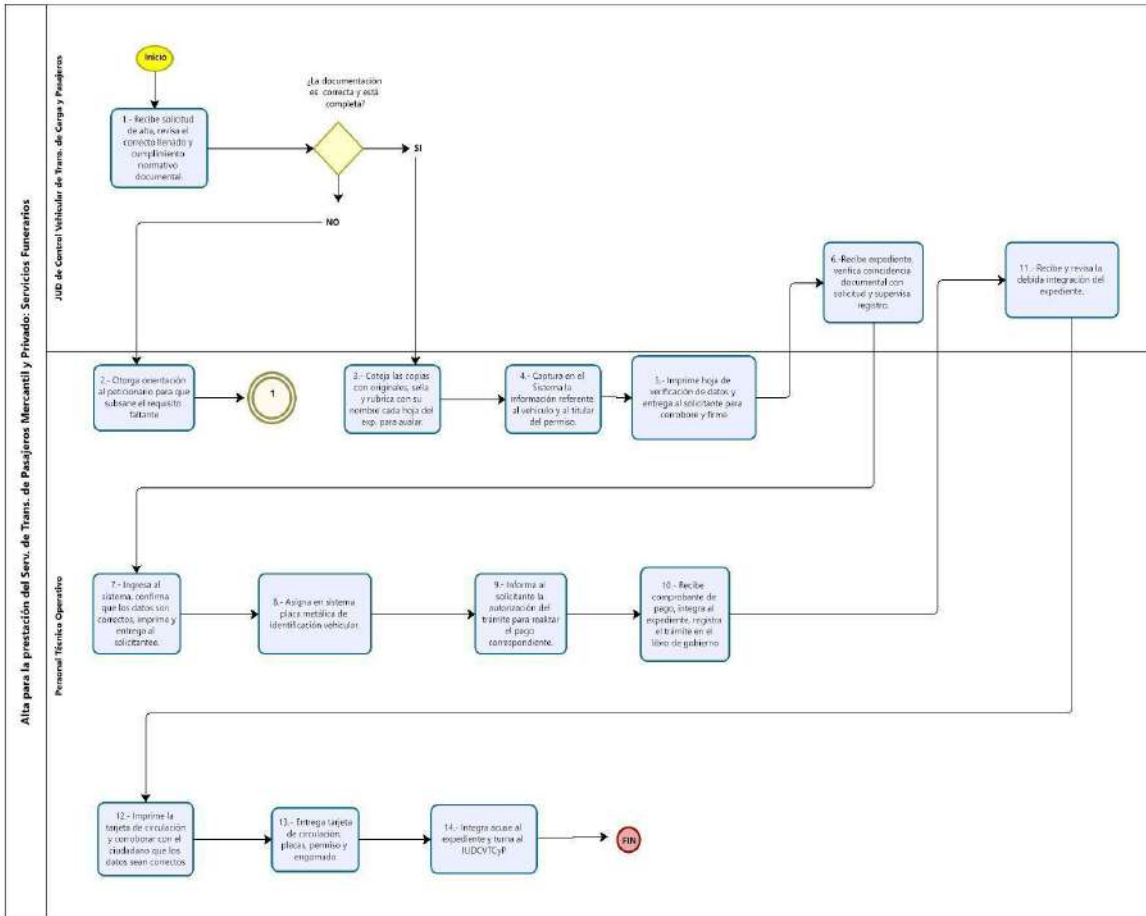 Alta para la prestación del Serv. de Trans. de Pasajeros Mercantil y Privado: Servicios Funerarios
JUD de Control Vehicular de Trans. de Carga y Pasajeros
Inicio
¿La documentación
es correcta y está
completa?
1.- Recibe solicitud
de alta, revisa el
correcto llenado y
cumplimiento
normativo
documental.
SI
NO
6.-Recibe expediente,
verifica coincidencia
documental con
solicitud y supervisa
registro.
11.- Recibe y revisa la
debida integración del
expediente.
Personal Técnico Operativo
2.- Otorga orientación
al peticionario para que
subsane el requisito
faltante
1
3.- Coteja las copias
con originales, sella
y rubrica con su
nombre cada hoja del
exp. para avalar.
4.- Captura en el
Sistema la
información referente
al vehículo y al titular
del permiso.
5.- Imprime hoja de
verificación de datos y
entrega al solicitante para
corrobore y firme
7.- Ingresa al
sistema, confirma
que los datos son
correctos, imprime y
entrega al
solicitantee.
8.- Asigna en sistema
placa metálica de
identificación vehicular.
9.- Informa al
solicitante la
autorización del
trámite para realizar
el pago
correspondiente.
10.- Recibe
comprobante de
pago, integra al
expediente, registra
el trámite en el
libro de gobierno
12.- Imprime la
tarjeta de circulación
y corroborar con el
ciudadano que los
datos sean correctos
13.- Entrega tarjeta
de circulación,
placas, permiso y
engomado
14.- Integra acuse al
expediente y turna al
JUDCVTCyP
FIN